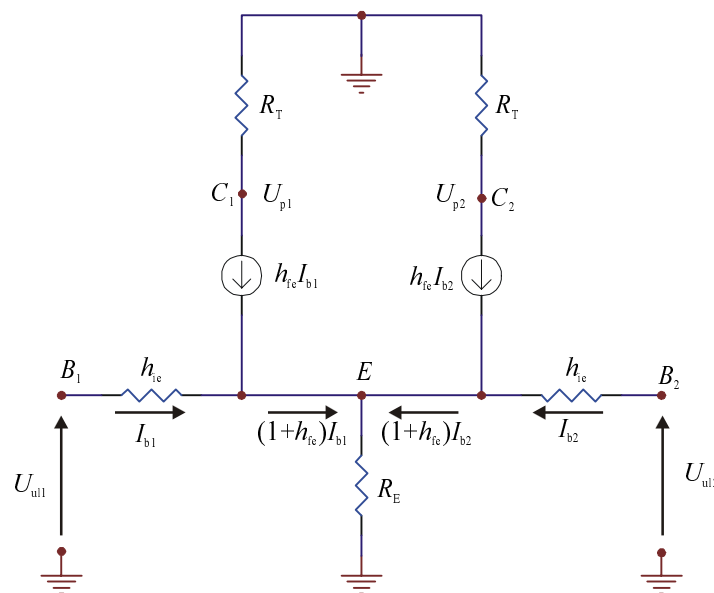 R_T
R_T
C_1
U_p1
U_p2
C_2
h_fe I_b1
h_fe I_b2
B_1
h_ie
E
h_ie
B_2
I_b1
(1+h_fe)I_b1
(1+h_fe)I_b2
I_b2
U_ul1
R_E